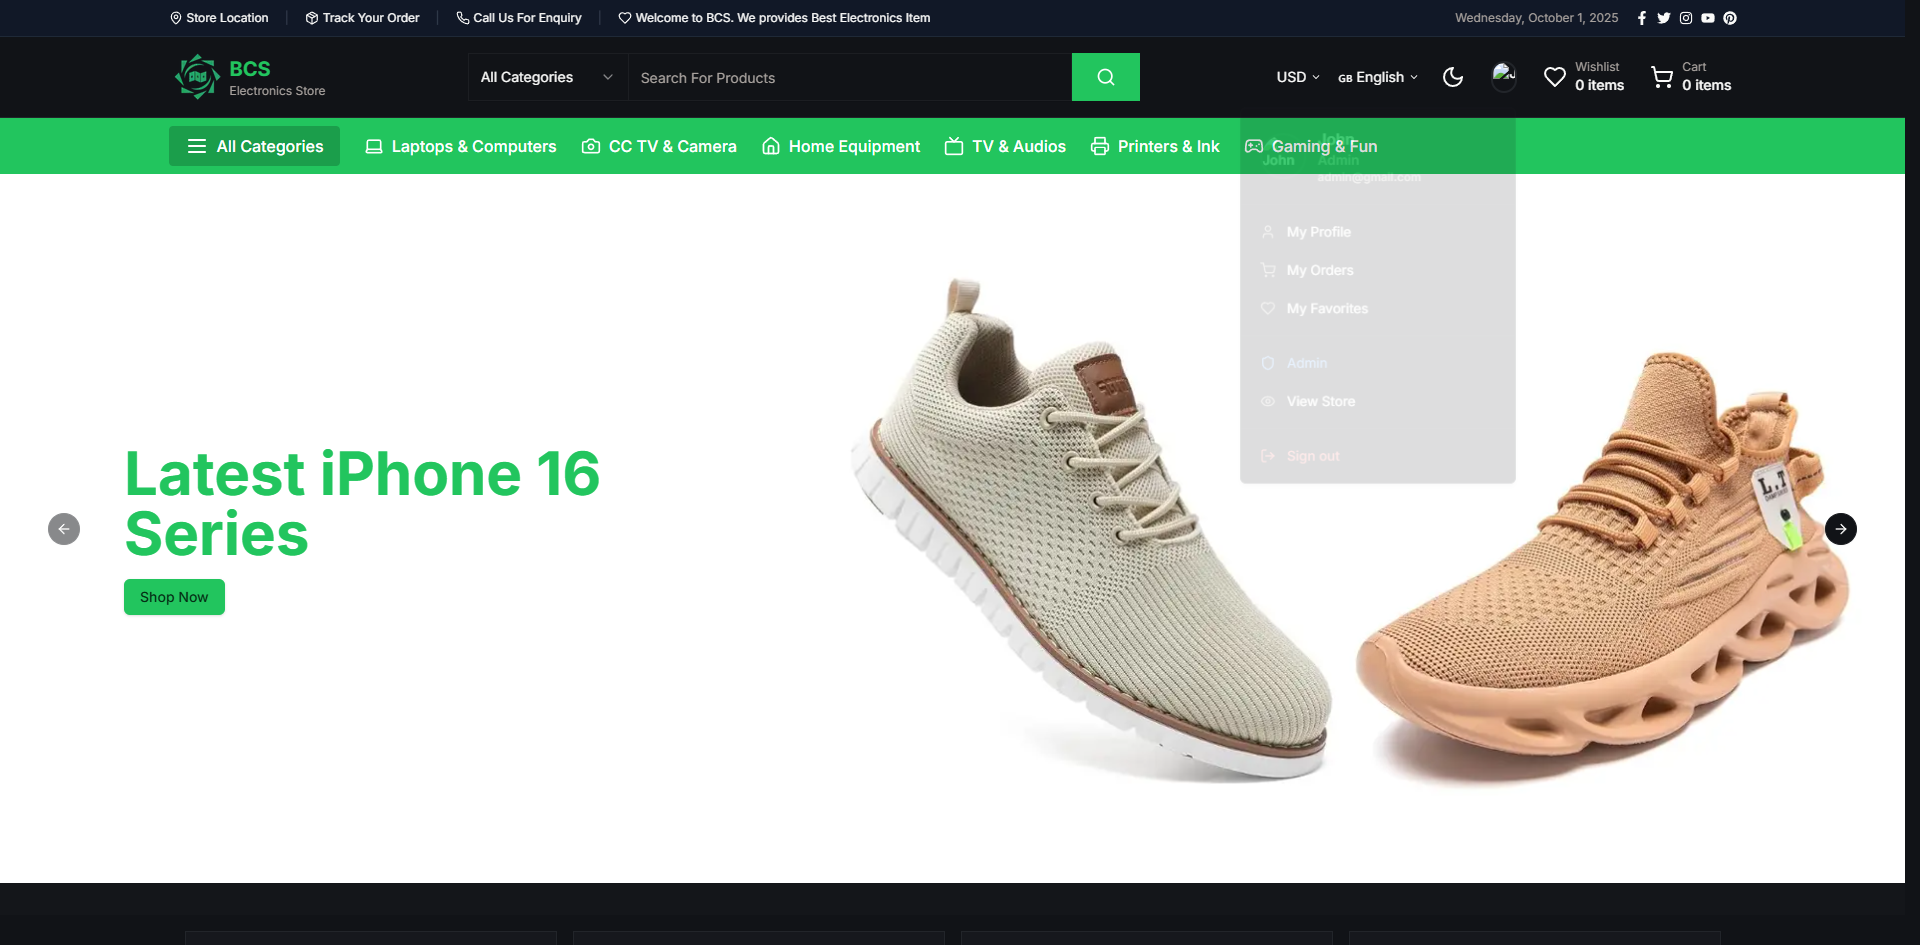 Store Location
Track Your Order
Call Us For Enquiry
Welcome to BCS. We provides Best Electronics Item
Wednesday, October 1, 2025
BCS
Electronics Store
All Categories
Search For Products
USD
GB English
Wishlist
0 items
Cart
0 items
All Categories
Laptops & Computers
CC TV & Camera
Home Equipment
TV & Audios
Printers & Ink
Gaming & Fun
John
John
Admin
admin@gmail.com
My Profile
My Orders
My Favorites
Admin
View Store
Sign out
Latest iPhone 16
Series
Shop Now